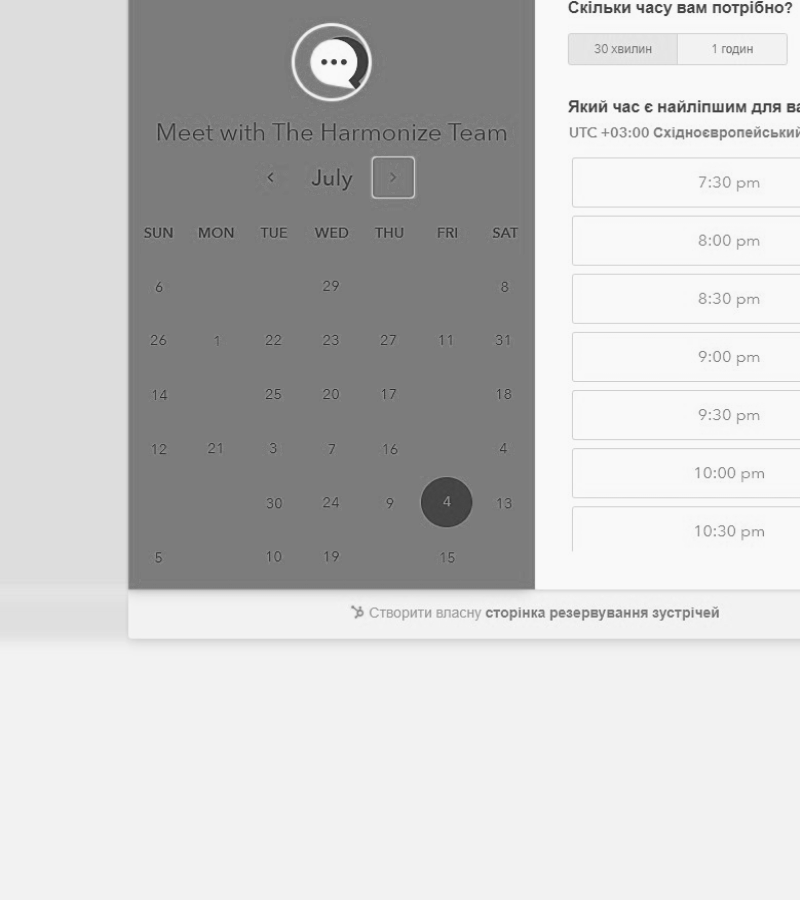 Скільки часу вам потрібно?
30 хвилин 1 годин
Meet with The Harmonize Team
Який час є найліпшим для
UTC +03:00 Східноєвропейський
July
7:30 pm
SUN MON TUE WED THU FRI SAT
8:00 pm
6 29 8
8:30 pm
26 1 22 23 27 11 31
9:00 pm
14 25 20 17 18
9:30 pm
12 21 3 7 16 4
10:00 pm
30 24 9 4 13
10:30 pm
5 10 19 15
Створити власну сторінка резервування зустрічей